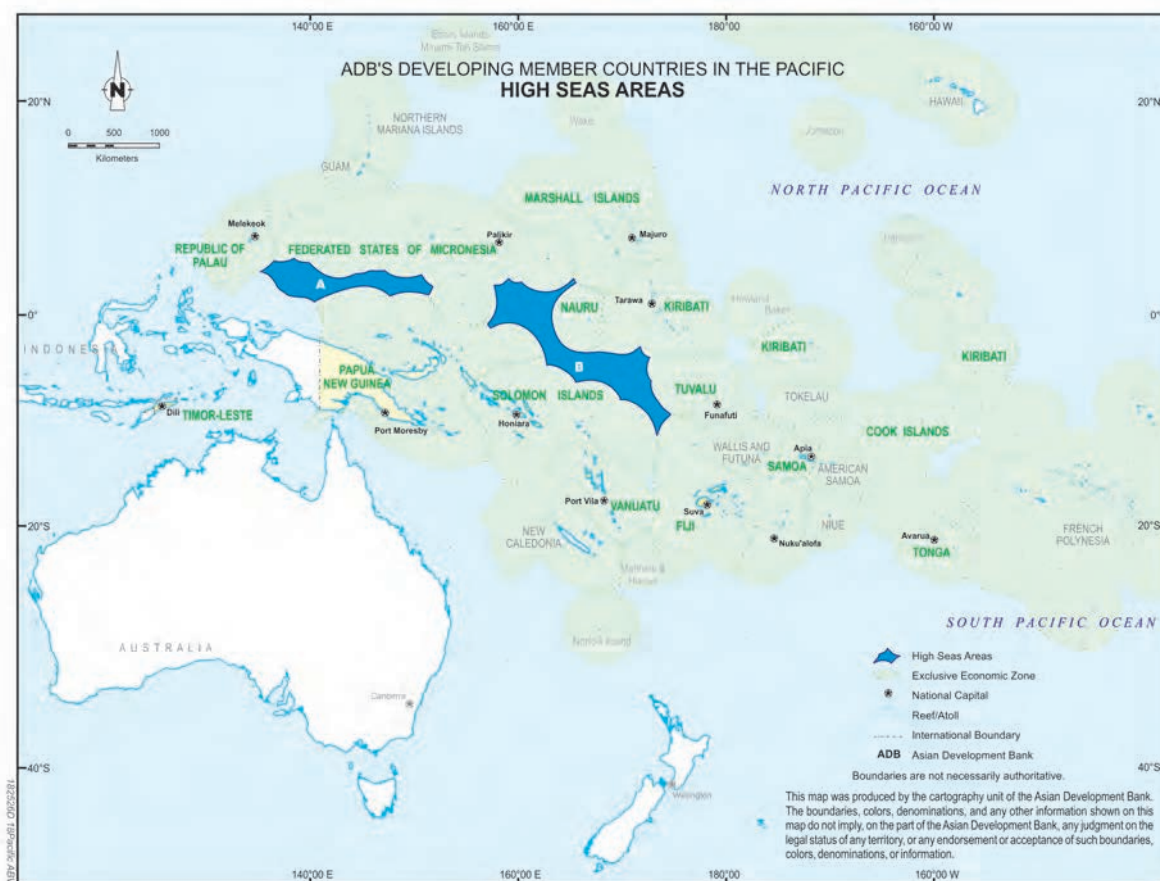 140°00' E
160°00' E
180°00'
160°00' W
Bonin Islands
Minami-Tori Shima
ADB'S DEVELOPING MEMBER COUNTRIES IN THE PACIFIC
HIGH SEAS AREAS
N
20°N
20°N
HAWAII
0 500 1000
Kilometers
NORTHERN
MARIANA ISLANDS
Wake
Johnston
GUAM
NORTH PACIFIC OCEAN
MARSHALL ISLANDS
Melekeok
Palikir
Majuro
REPUBLIC OF
PALAU
FEDERATED STATES OF MICRONESIA
A
Tarawa
NAURU
KIRIBATI
Howland
Baker
0°
0°
INDONESIA
KIRIBATI
KIRIBATI
B
PAPUA
NEW GUINEA
SOLOMON ISLANDS
TUVALU
TOKELAU
Dili
TIMOR-LESTE
Port Moresby
Honiara
Funafuti
COOK ISLANDS
WALLIS AND
FUTUNA
Apia
SAMOA
AMERICAN
SAMOA
Port Vila
VANUATU
Suva
FIJI
NIUE
20°S
20°S
NEW
CALEDONIA
Nuku'alofa
Avarua
TONGA
FRENCH
POLYNESIA
Matthew &
Hunter
Norfolk Island
SOUTH PACIFIC OCEAN
AUSTRALIA
Canberra
High Seas Areas
Exclusive Economic Zone
National Capital
Reef/Atoll
International Boundary
ADB Asian Development Bank
Boundaries are not necessarily authoritative.
40°S
40°S
Wellington
This map was produced by the cartography unit of the Asian Development Bank.
The boundaries, colors, denominations, and any other information shown on this
map do not imply, on the part of the Asian Development Bank, any judgment on the
legal status of any territory, or any endorsement or acceptance of such boundaries,
colors, denominations, or information.
140°00' E
160°00' E
180°00'
160°00' W